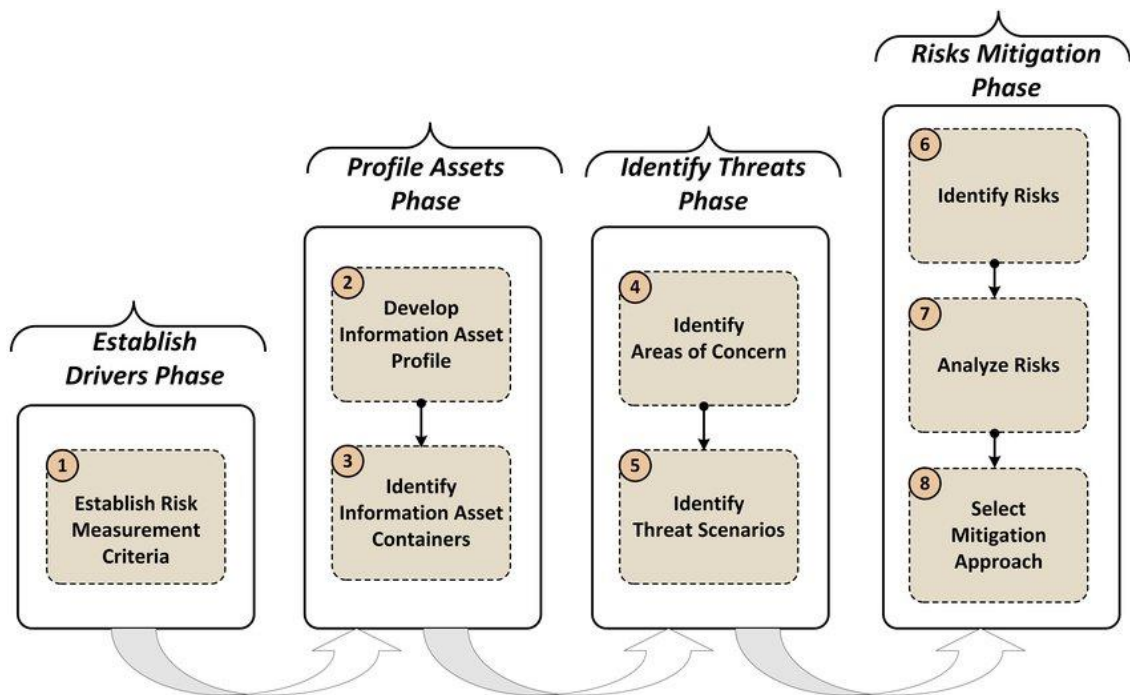 Establish
Drivers Phase
1
Establish Risk
Measurement
Criteria
Profile Assets
Phase
2
Develop
Information Asset
Profile
3
Identify
Information Asset
Containers
Identify Threats
Phase
4
Identify
Areas of Concern
5
Identify
Threat Scenarios
Risks Mitigation
Phase
6
Identify Risks
7
Analyze Risks
8
Select
Mitigation
Approach